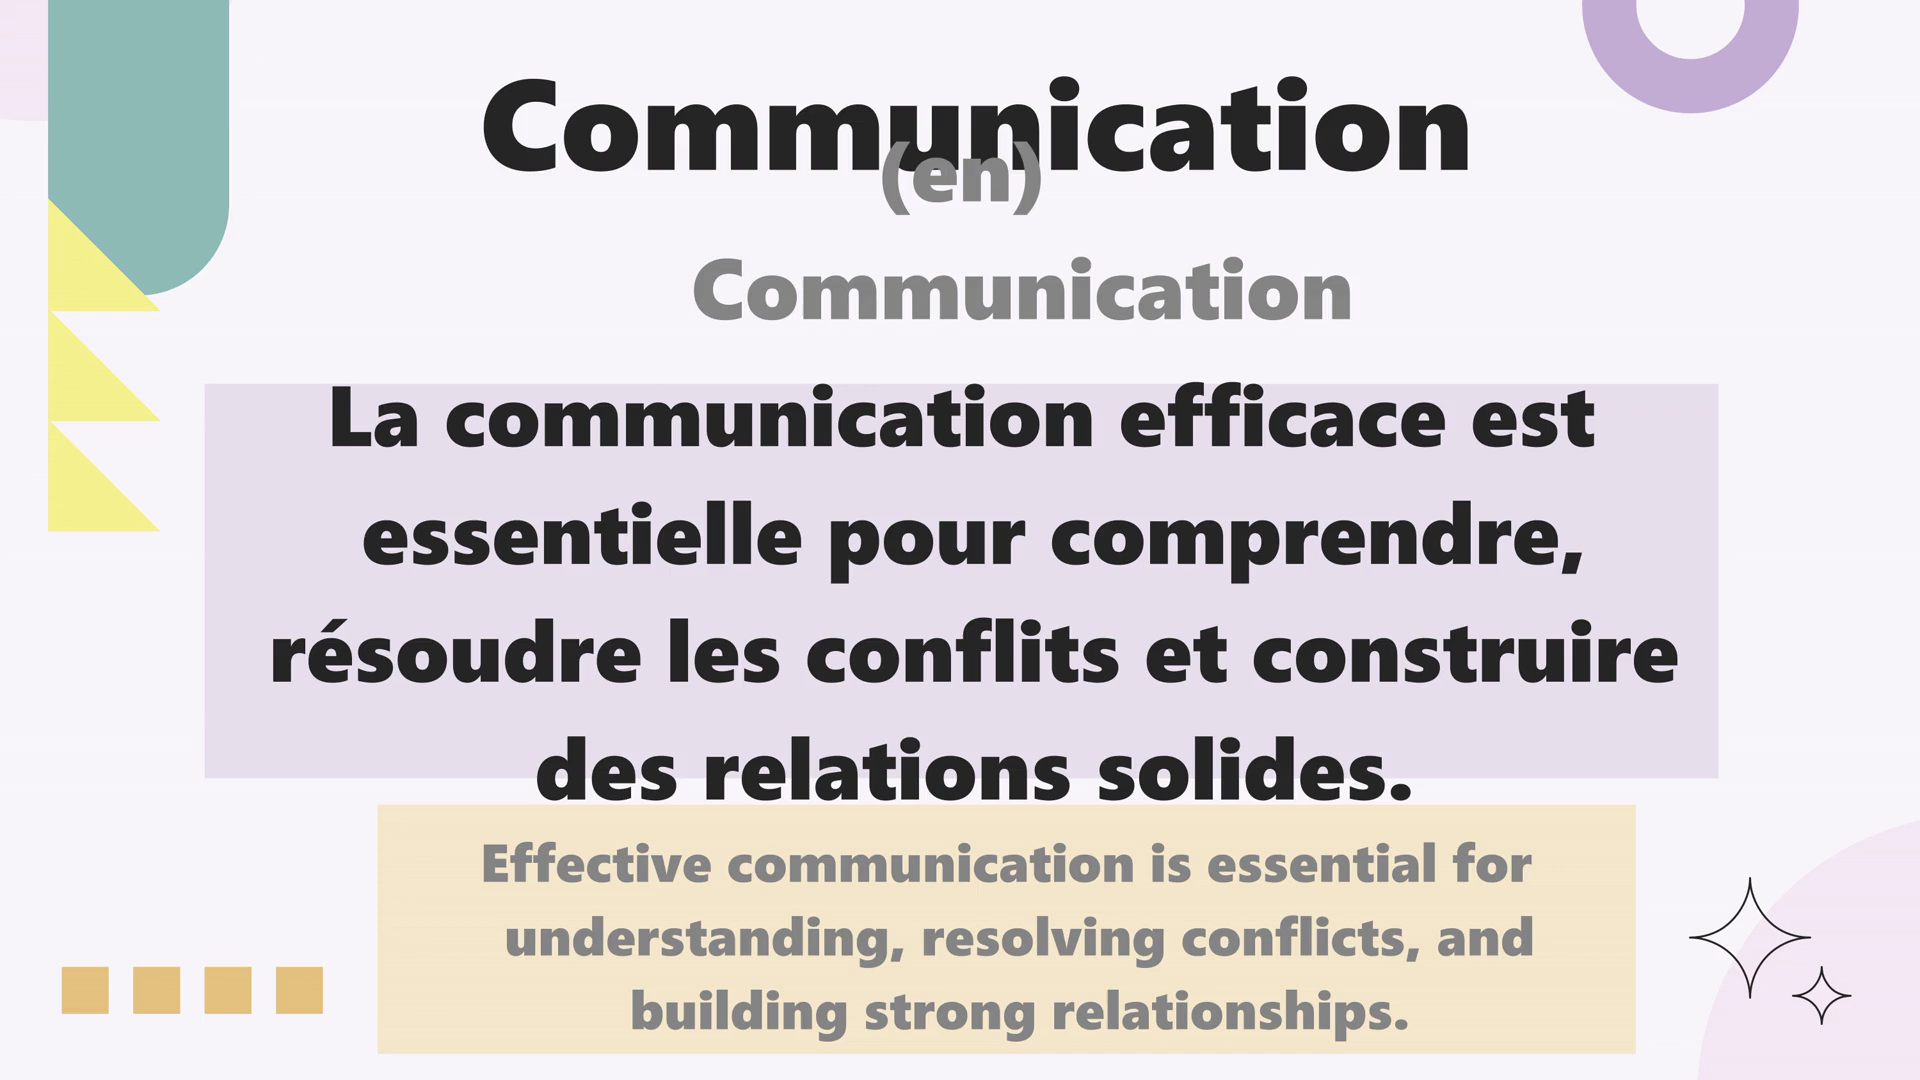 Communication
(en)
Communication
La communication efficace est
essentielle pour comprendre,
résoudre les conflits et construire
des relations solides.
Effective communication is essential for
understanding, resolving conflicts, and
building strong relationships.